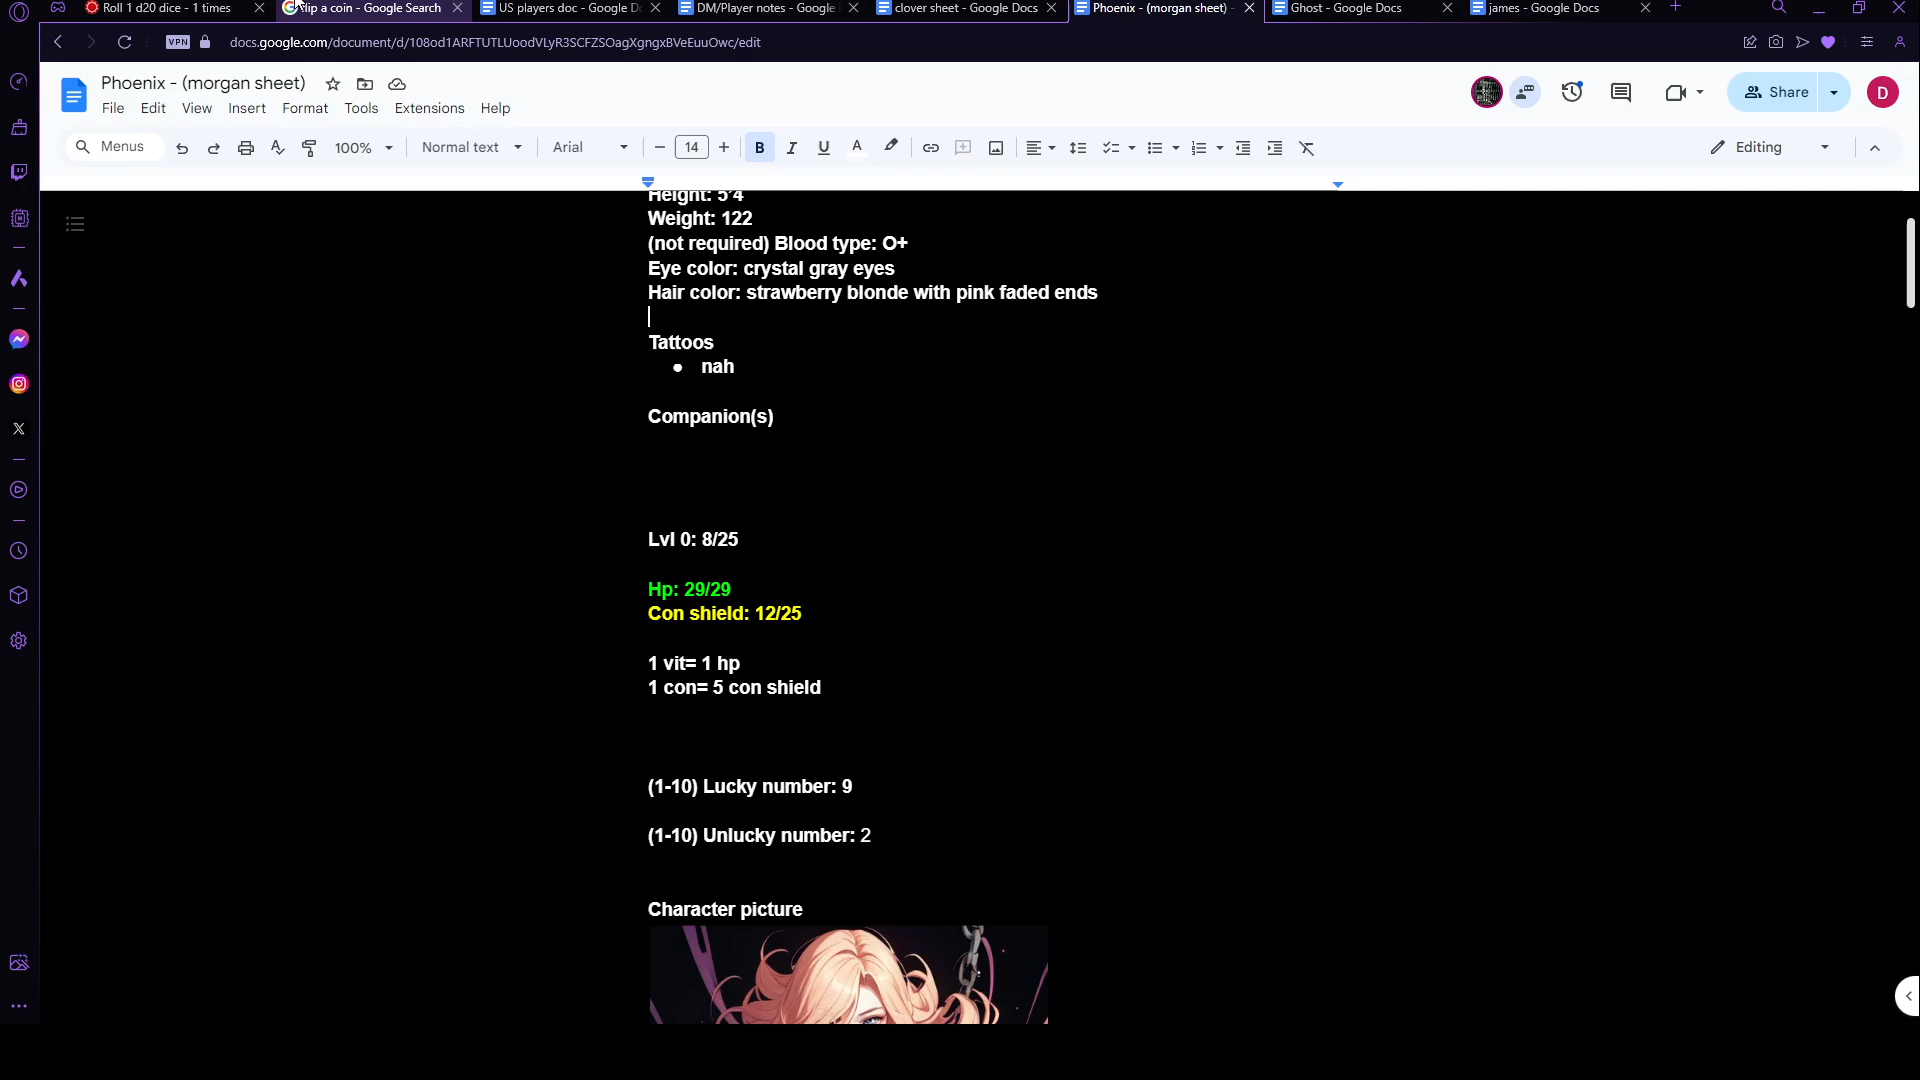 Roll 1 d20 dice - 1 times
flip a coin - Google Search
US players doc - Google D
DM/Player notes - Google
clover sheet - Google Docs
Phoenix - (morgan sheet) -
Ghost - Google Docs
james - Google Docs
VPN
docs.google.com/document/d/108od1ARFTUTLUoodVLyR3SCFZSOagXgngxBVeEuuOwc/edit
Phoenix - (morgan sheet)
File Edit View Insert Format Tools Extensions Help
Share
D
Menus
100%
Normal text
Arial
14
B I U A
Editing
Height: 5'4
Weight: 122
(not required) Blood type: O+
Eye color: crystal gray eyes
Hair color: strawberry blonde with pink faded ends
Tattoos
● nah
Companion(s)
Lvl 0: 8/25
Hp: 29/29
Con shield: 12/25
1 vit= 1 hp
1 con= 5 con shield
(1-10) Lucky number: 9
(1-10) Unlucky number: 2
Character picture